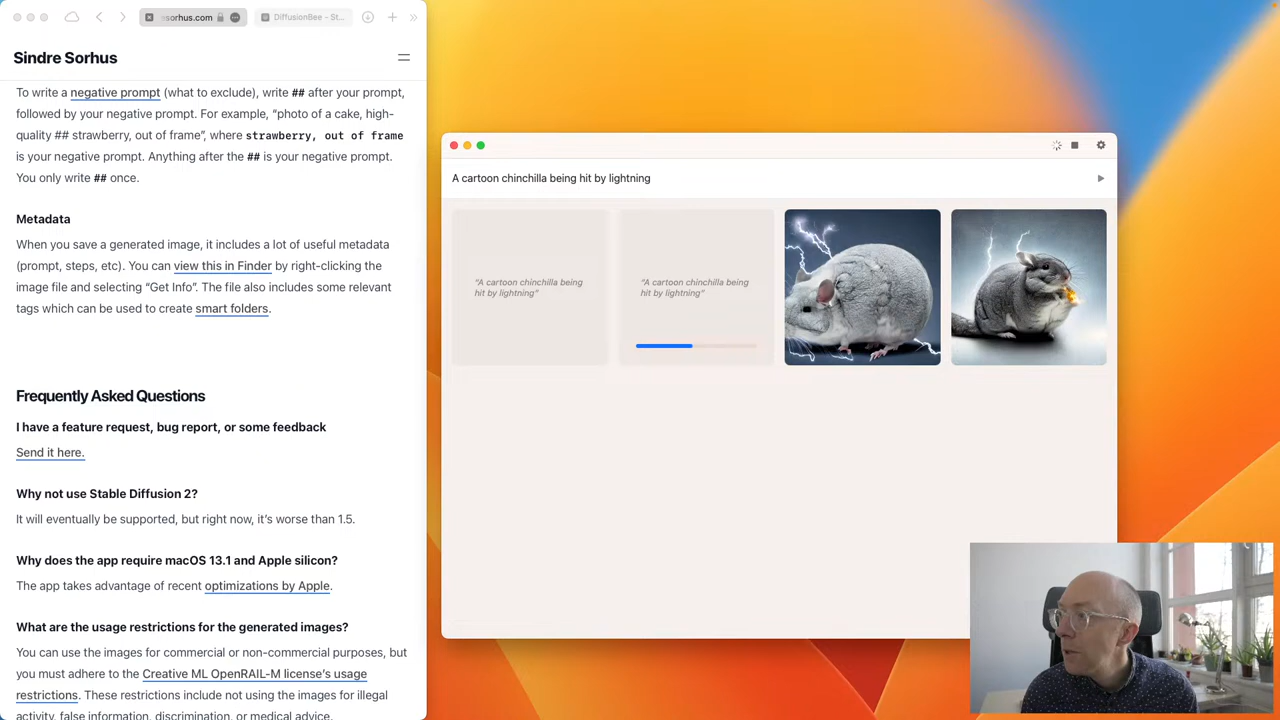 sorhus.com
DiffusionBee - St...
Sindre Sorhus
To write a negative prompt (what to exclude), write ## after your prompt,
followed by your negative prompt. For example, “photo of a cake, high-
quality ## strawberry, out of frame”, where strawberry, out of frame
is your negative prompt. Anything after the ## is your negative prompt.
You only write ## once.
Metadata
When you save a generated image, it includes a lot of useful metadata
(prompt, steps, etc). You can view this in Finder by right-clicking the
image file and selecting “Get Info”. The file also includes some relevant
tags which can be used to create smart folders.
Frequently Asked Questions
I have a feature request, bug report, or some feedback
Send it here.
Why not use Stable Diffusion 2?
It will eventually be supported, but right now, it’s worse than 1.5.
Why does the app require macOS 13.1 and Apple silicon?
The app takes advantage of recent optimizations by Apple.
What are the usage restrictions for the generated images?
You can use the images for commercial or non-commercial purposes, but
you must adhere to the Creative ML OpenRAIL-M license’s usage
restrictions. These restrictions include not using the images for illegal
activity, false information, discrimination, or medical advice.
A cartoon chinchilla being hit by lightning
“A cartoon chinchilla being
hit by lightning”
“A cartoon chinchilla being
hit by lightning”